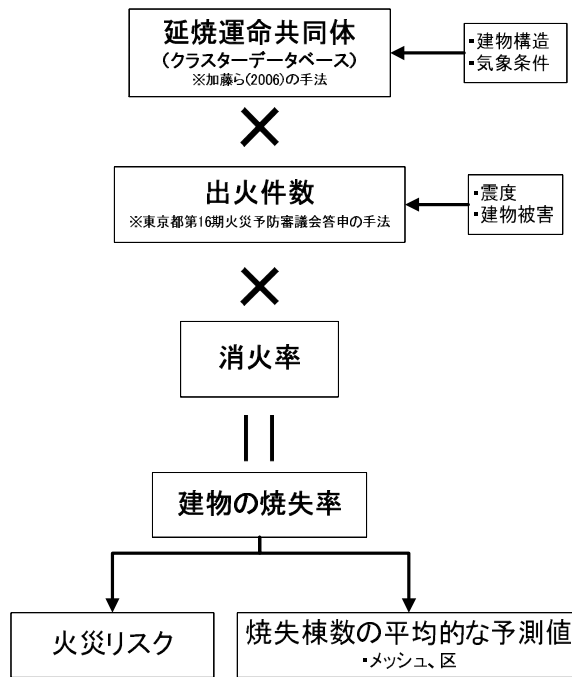 延焼運命共同体
(クラスターデータベース)
※加藤ら(2006)の手法
・建物構造
・気象条件
×
出火件数
※東京都第16期火災予防審議会答申の手法
・震度
・建物被害
×
消火率
||
建物の焼失率
火災リスク
焼失棟数の平均的な予測値
・メッシュ、区